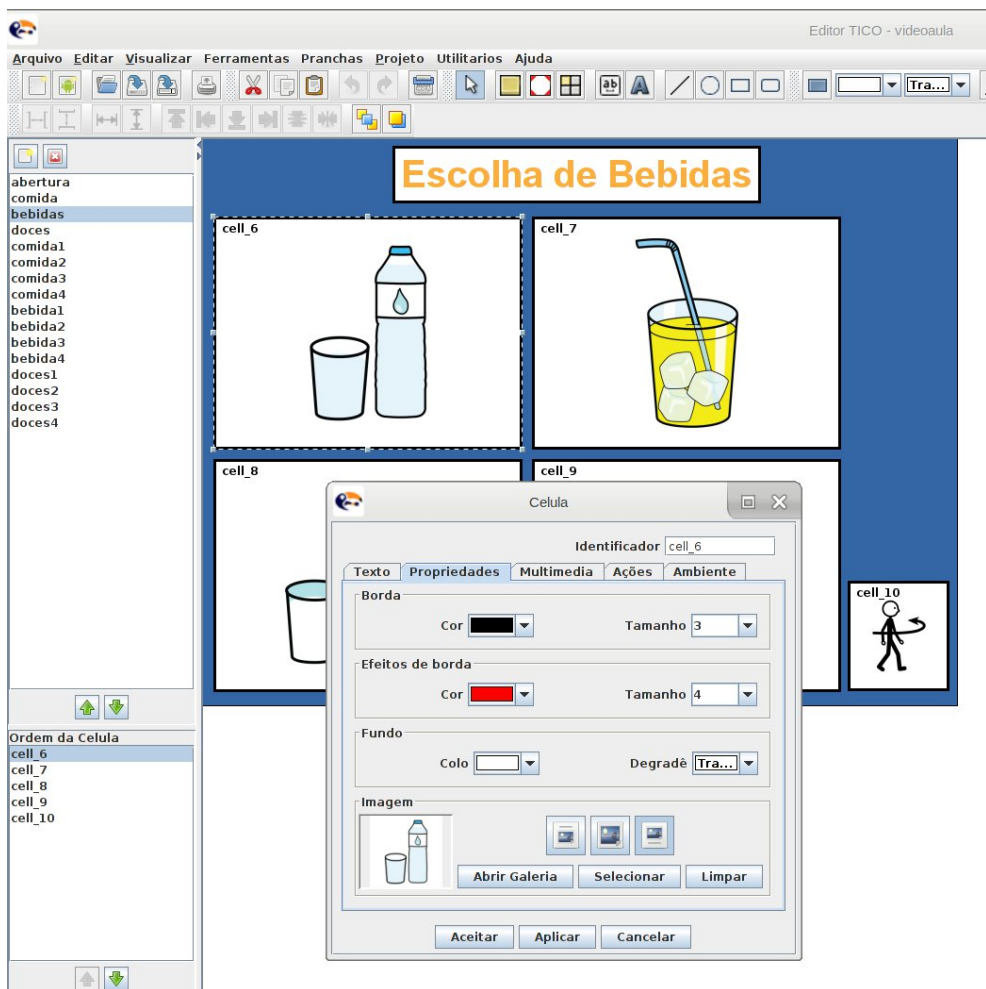 Editor TICO - videoaula
Arquivo Editar Visualizar Ferramentas Pranchas Projeto Utilitarios Ajuda
ab A Tra...
abertura
comida
bebidas
doces
comida1
comida2
comida3
comida4
bebida1
bebida2
bebida3
bebida4
doces1
doces2
doces3
doces4
Ordem da Celula
cell_6
cell_7
cell_8
cell_9
cell_10
Escolha de Bebidas
cell_6
cell_7
cell_8
cell_9
cell_10
Celula
Identificador cell_6
Texto Propriedades Multimedia Ações Ambiente
Borda
Cor Tamanho 3
Efeitos de borda
Cor Tamanho 4
Fundo
Colo Degradè Tra...
Imagem
Abrir Galeria Selecionar Limpar
Aceitar Aplicar Cancelar